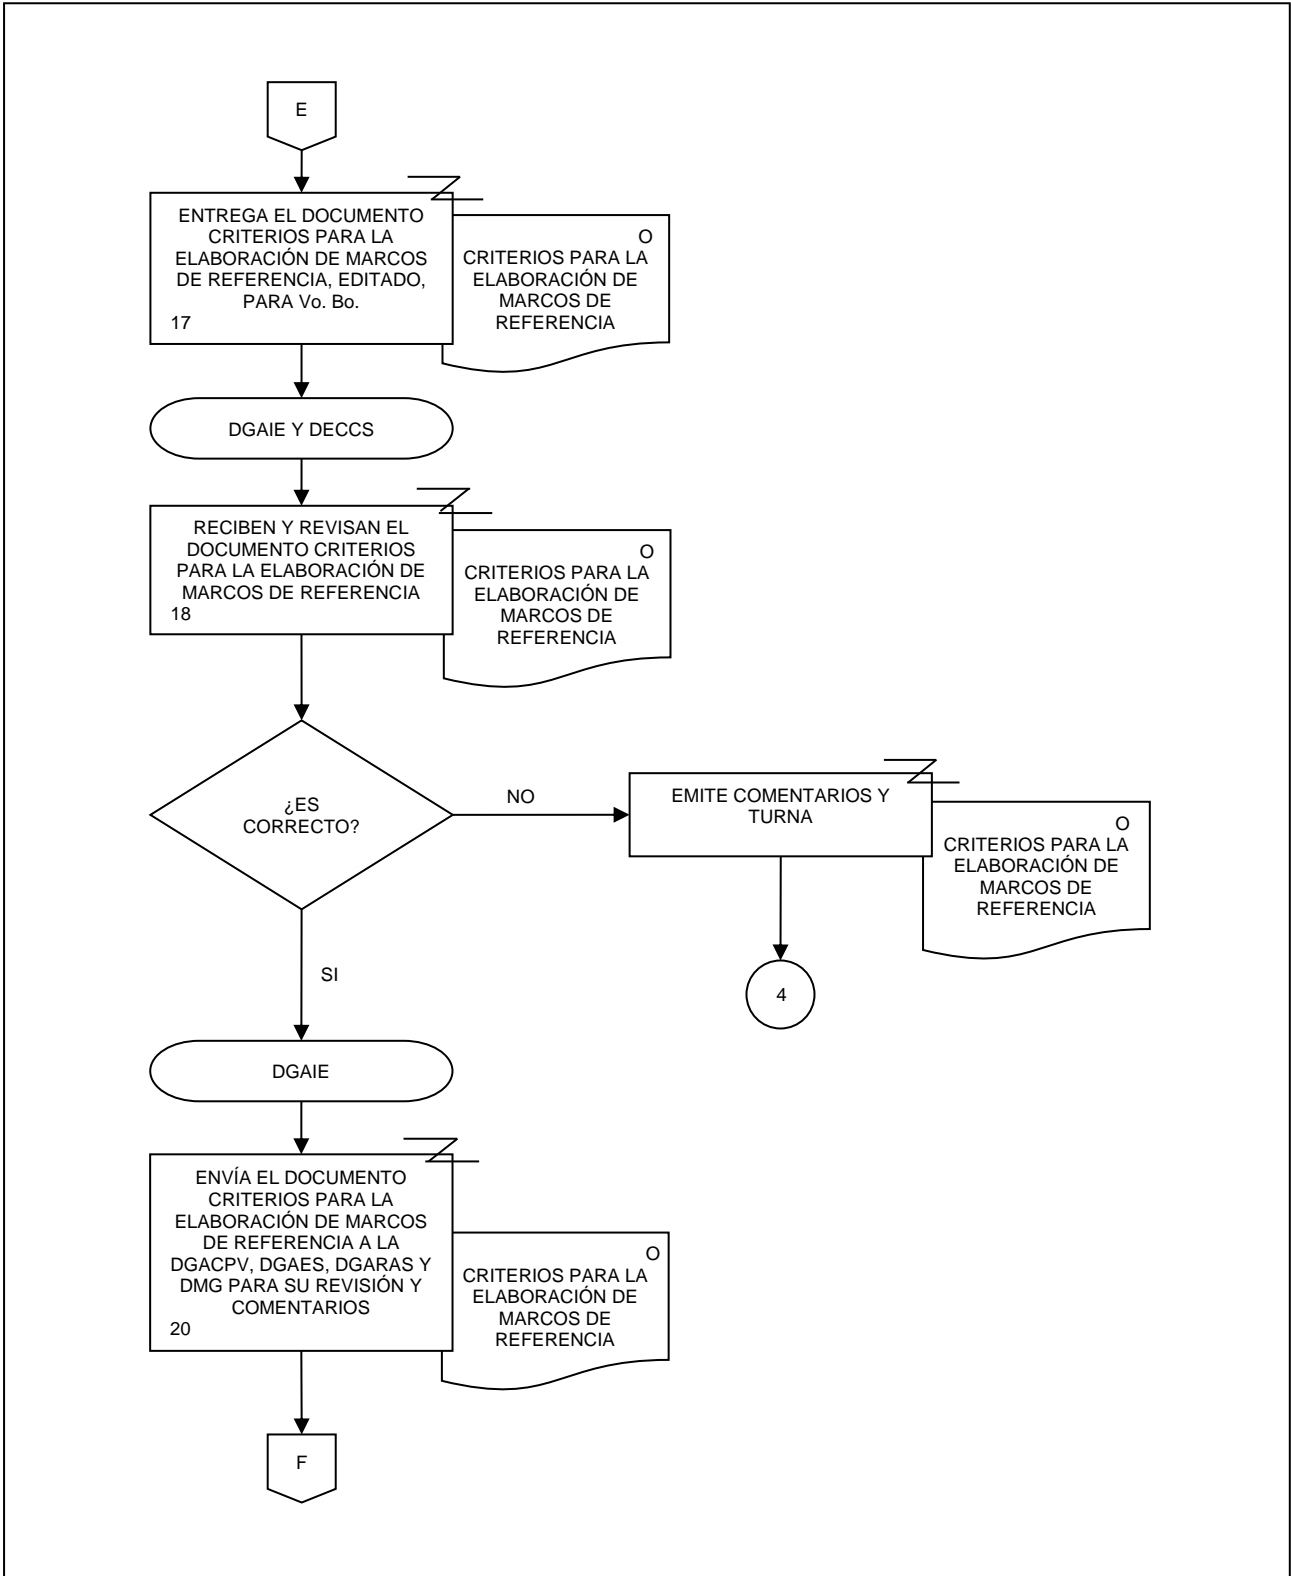 E
ENTREGA EL DOCUMENTO
CRITERIOS PARA LA
ELABORACIÓN DE MARCOS
DE REFERENCIA, EDITADO,
PARA Vo. Bo.
17
O
CRITERIOS PARA LA
ELABORACIÓN DE
MARCOS DE
REFERENCIA
DGAIE Y DECCS
RECIBEN Y REVISAN EL
DOCUMENTO CRITERIOS
PARA LA ELABORACIÓN DE
MARCOS DE REFERENCIA
18
O
CRITERIOS PARA LA
ELABORACIÓN DE
MARCOS DE
REFERENCIA
¿ES
CORRECTO?
NO
EMITE COMENTARIOS Y
TURNA
O
CRITERIOS PARA LA
ELABORACIÓN DE
MARCOS DE
REFERENCIA
4
SI
DGAIE
ENVÍA EL DOCUMENTO
CRITERIOS PARA LA
ELABORACIÓN DE MARCOS
DE REFERENCIA A LA
DGACPV, DGAES, DGARAS Y
DMG PARA SU REVISIÓN Y
COMENTARIOS
20
O
CRITERIOS PARA LA
ELABORACIÓN DE
MARCOS DE
REFERENCIA
F